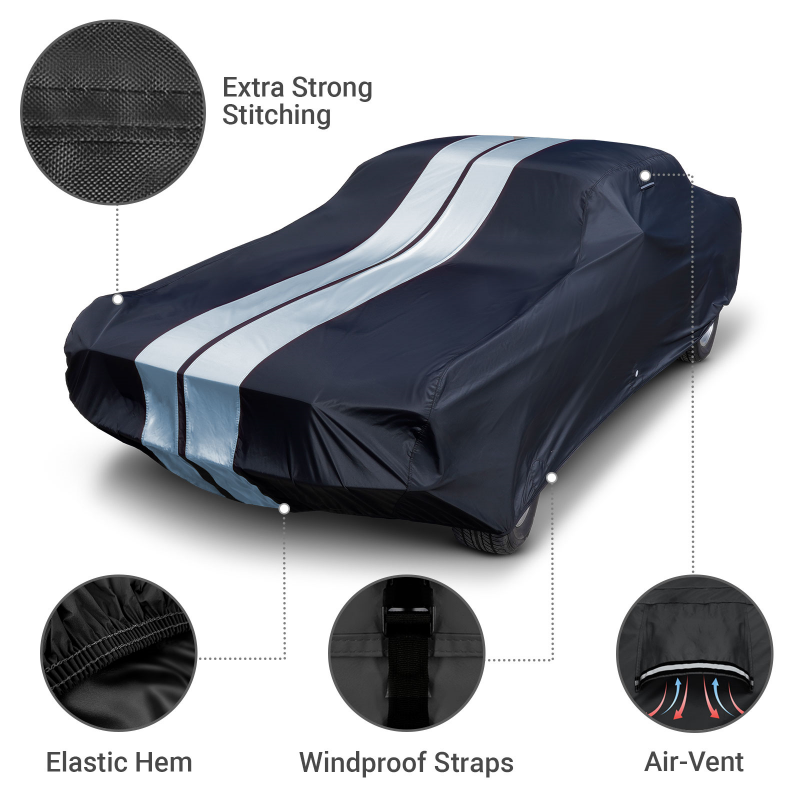 Extra Strong
Stitching
Elastic Hem
Windproof Straps
Air-Vent